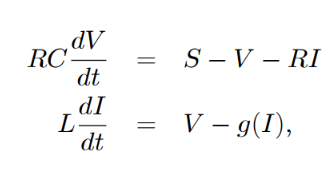 RC dV/dt = S − V − RI
L dI/dt = V − g(I),